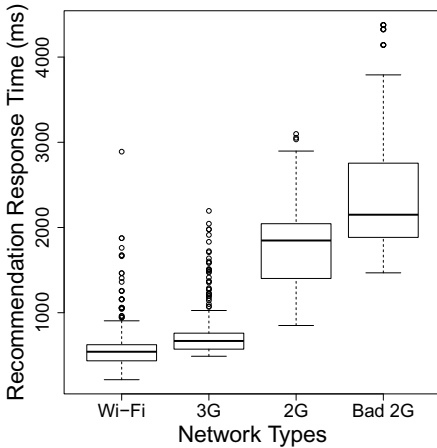 Recommendation Response Time (ms)
4000
3000
2000
1000
Wi−Fi 3G 2G Bad 2G
Network Types